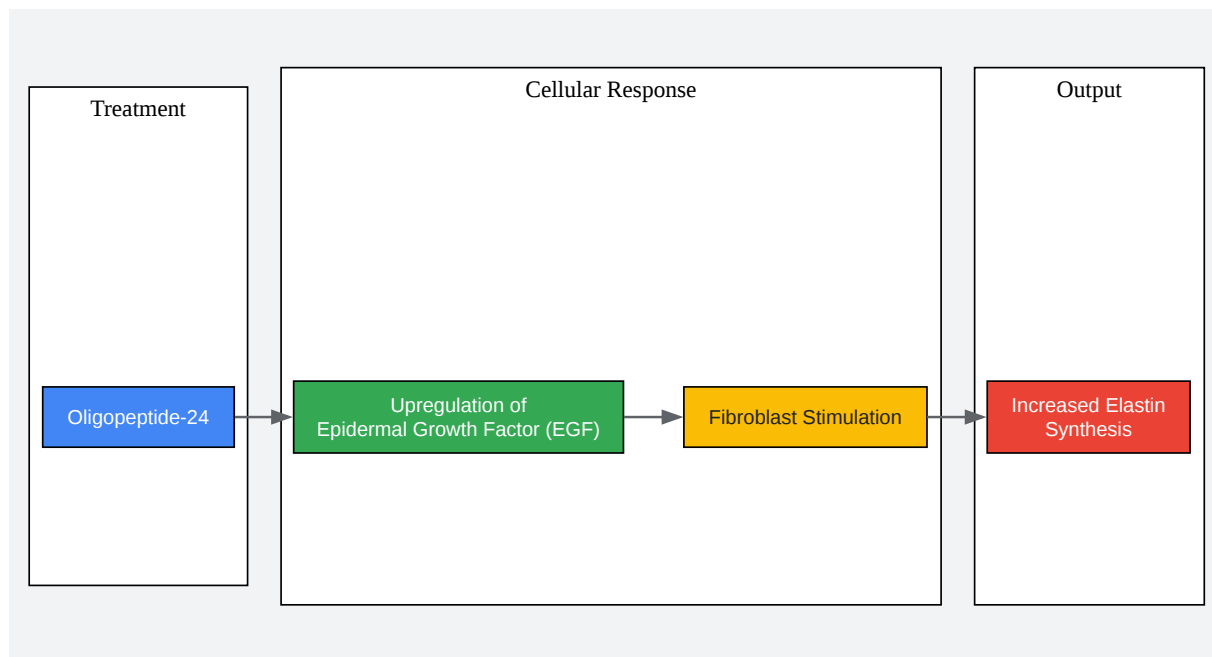 Treatment
Oligopeptide-24
Cellular Response
Upregulation of
Epidermal Growth Factor (EGF)
Fibroblast Stimulation
Output
Increased Elastin
Synthesis